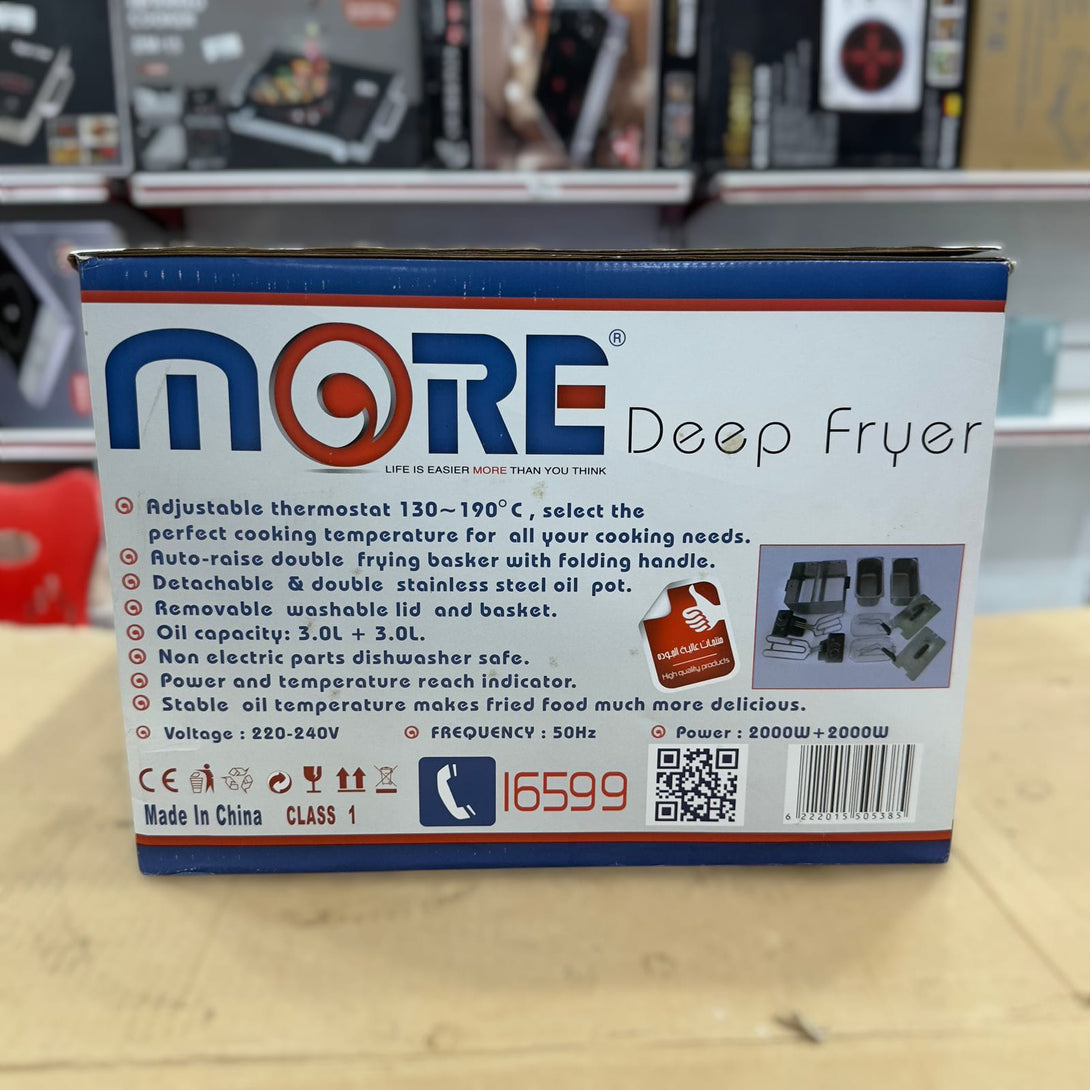 MORE®
LIFE IS EASIER MORE THAN YOU THINK
Deep Fryer
Adjustable thermostat 130~190°C, select the
perfect cooking temperature for all your cooking needs.
Auto-raise double frying basker with folding handle.
Detachable & double stainless steel oil pot.
Removable washable lid and basket.
Oil capacity: 3.0L + 3.0L.
Non electric parts dishwasher safe.
Power and temperature reach indicator.
Stable oil temperature makes fried food much more delicious.
منتجات عالية الجوده
High quality products
Voltage : 220-240V FREQUENCY : 50Hz Power : 2000W+2000W
CE
16599
Made In China CLASS 1
6 222015 505385